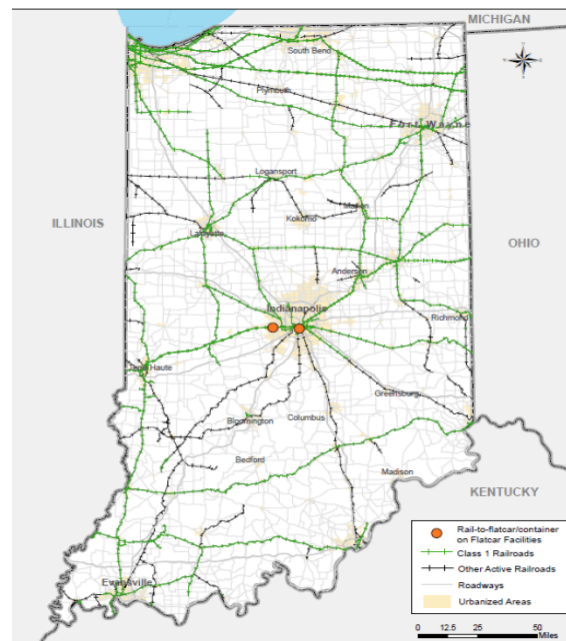 MICHIGAN
South Bend
Plymouth
Fort Wayne
Logansport
ILLINOIS
Kokomo
Marion
OHIO
Lafayette
Anderson
Indianapolis
Richmond
Terre Haute
Greensburg
Bloomington
Columbus
Bedford
Madison
KENTUCKY
Evansville
Rail-to-flatcar/container
on Flatcar Facilities
Class 1 Railroads
Other Active Railroads
Roadways
Urbanized Areas
0 12.5 25 50
Miles